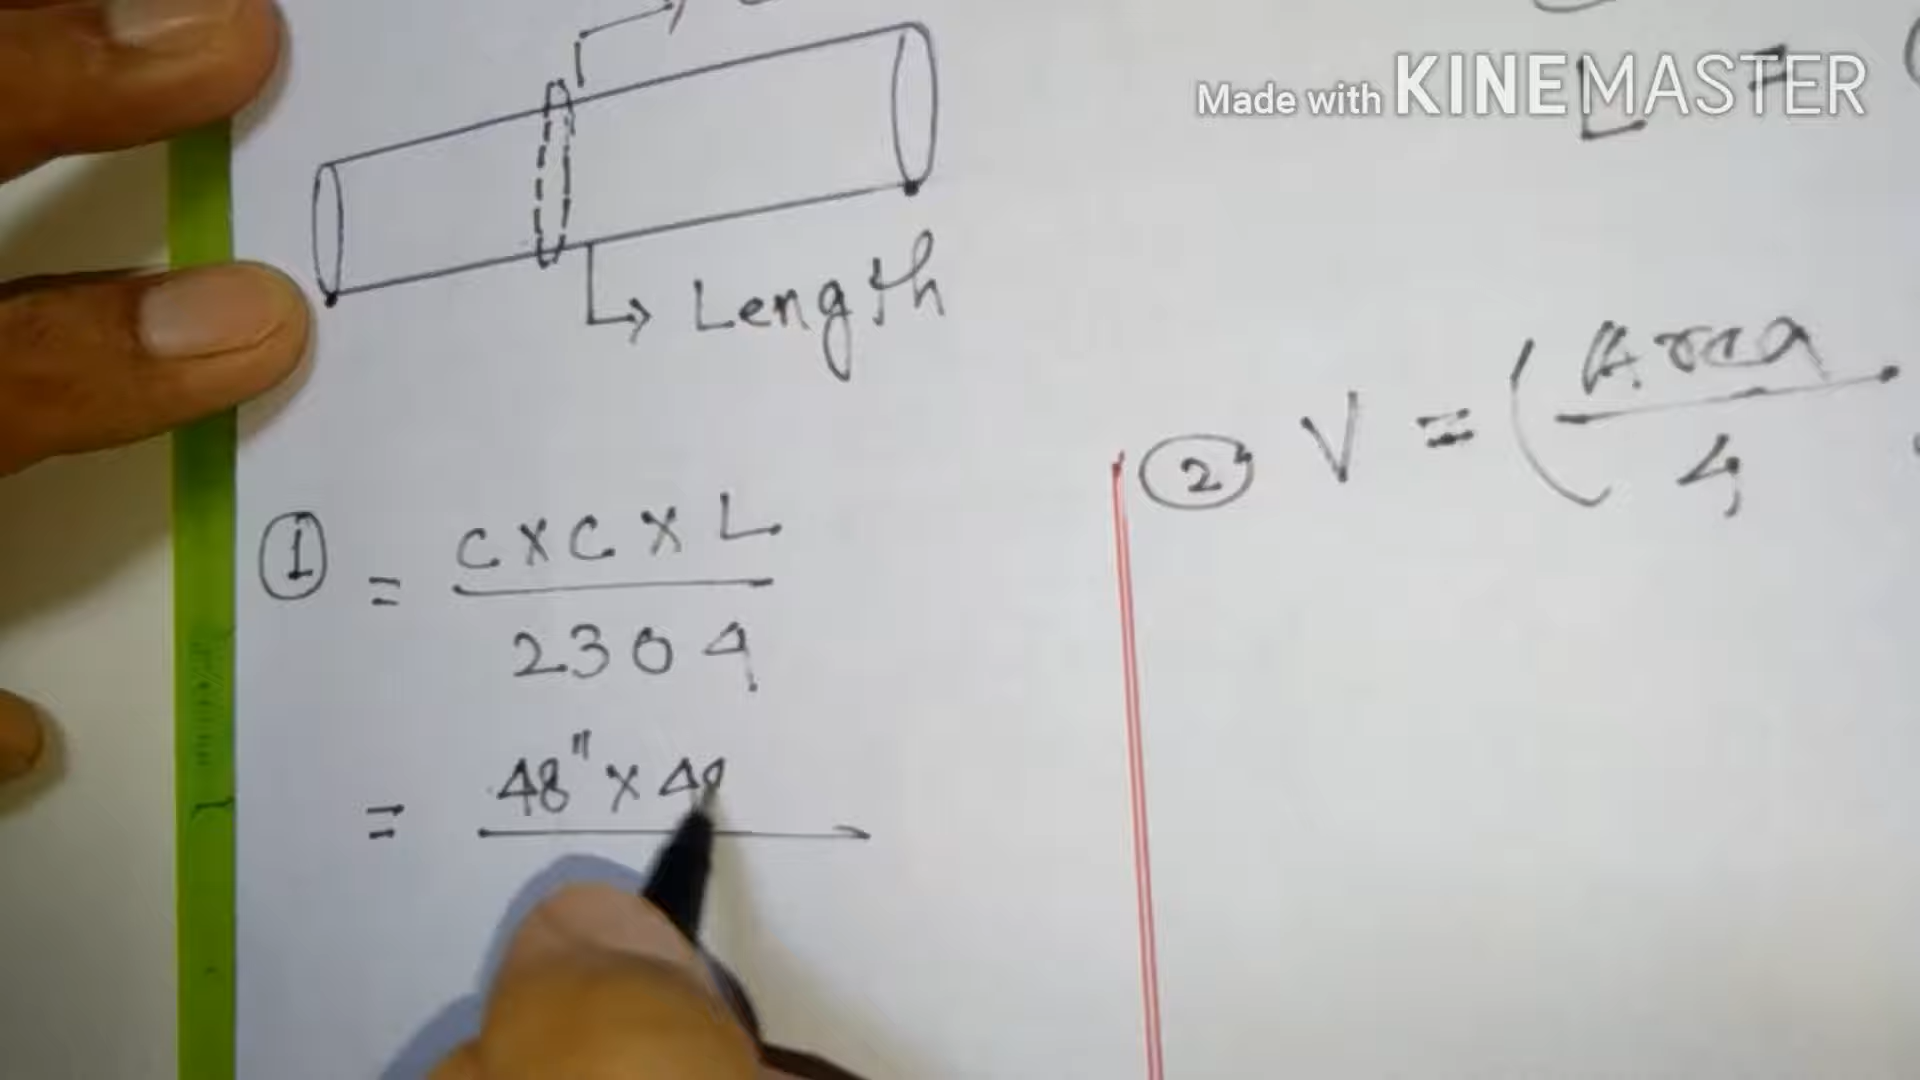 Made with KINEMASTER
L =
Length
② V = (Area
4
① = C X C X L
2304
= 48" X 48